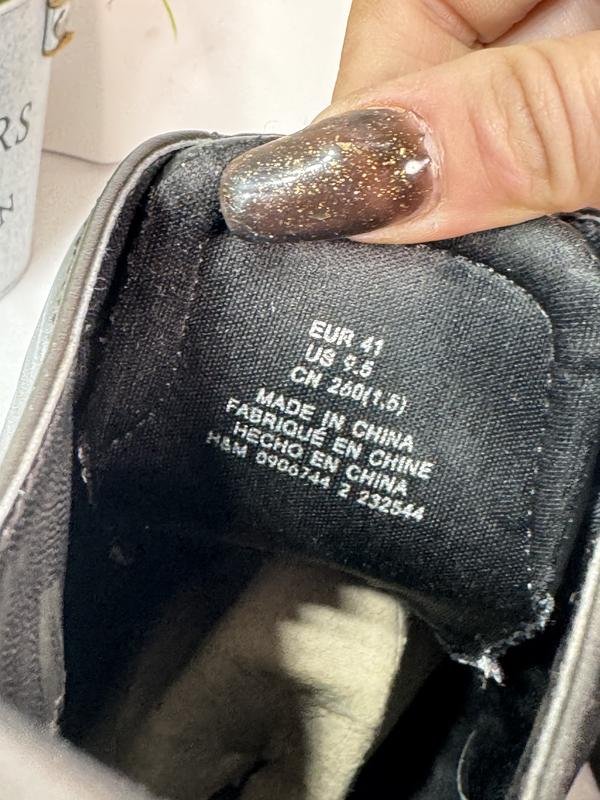 EUR 41
US 9.5
CN 260(1.5)
MADE IN CHINA
FABRIQUÉ EN CHINE
HECHO EN CHINA
H&M 0906744 2 232544